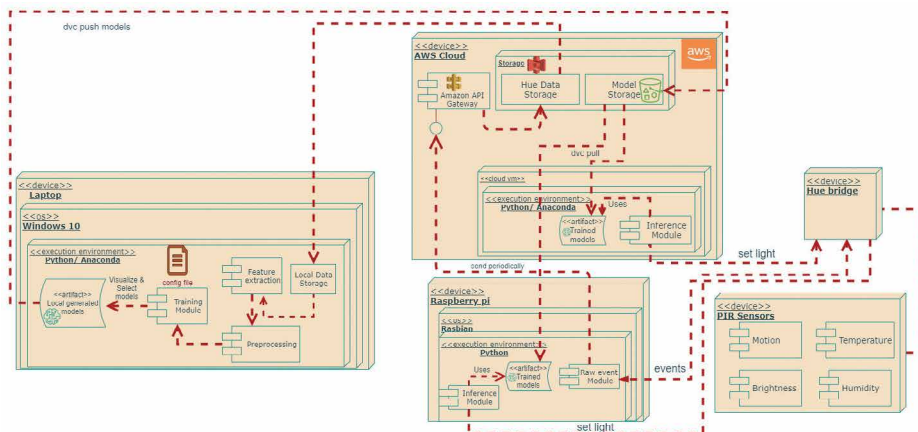 dvc push models
<<device>>
AWS Cloud
aws
Storage
Amazon API
Gateway
Hue Data
Storage
Model
Storage
dvc pull
<<cloud vm>>
<<execution environment>>
Python/ Anaconda
Uses
<<artifact>>
Trained
models
Inference
Module
<<device>>
Hue bridge
set light
<<device>>
Laptop
<<os>>
Windows 10
<<execution environment>>
Python/ Anaconda
Visualize &
Select
models
config file
<<artifact>>
Local generated
models
Training
Module
Feature
extraction
Local Data
Storage
Preprocessing
send periodically
<<device>>
Raspberry pi
<<os>>
Rasbian
<<execution environment>>
Python
Uses
<<artifact>>
Trained
models
Raw event
Module
Inference
Module
events
set light
<<device>>
PIR Sensors
Motion
Temperature
Brightness
Humidity